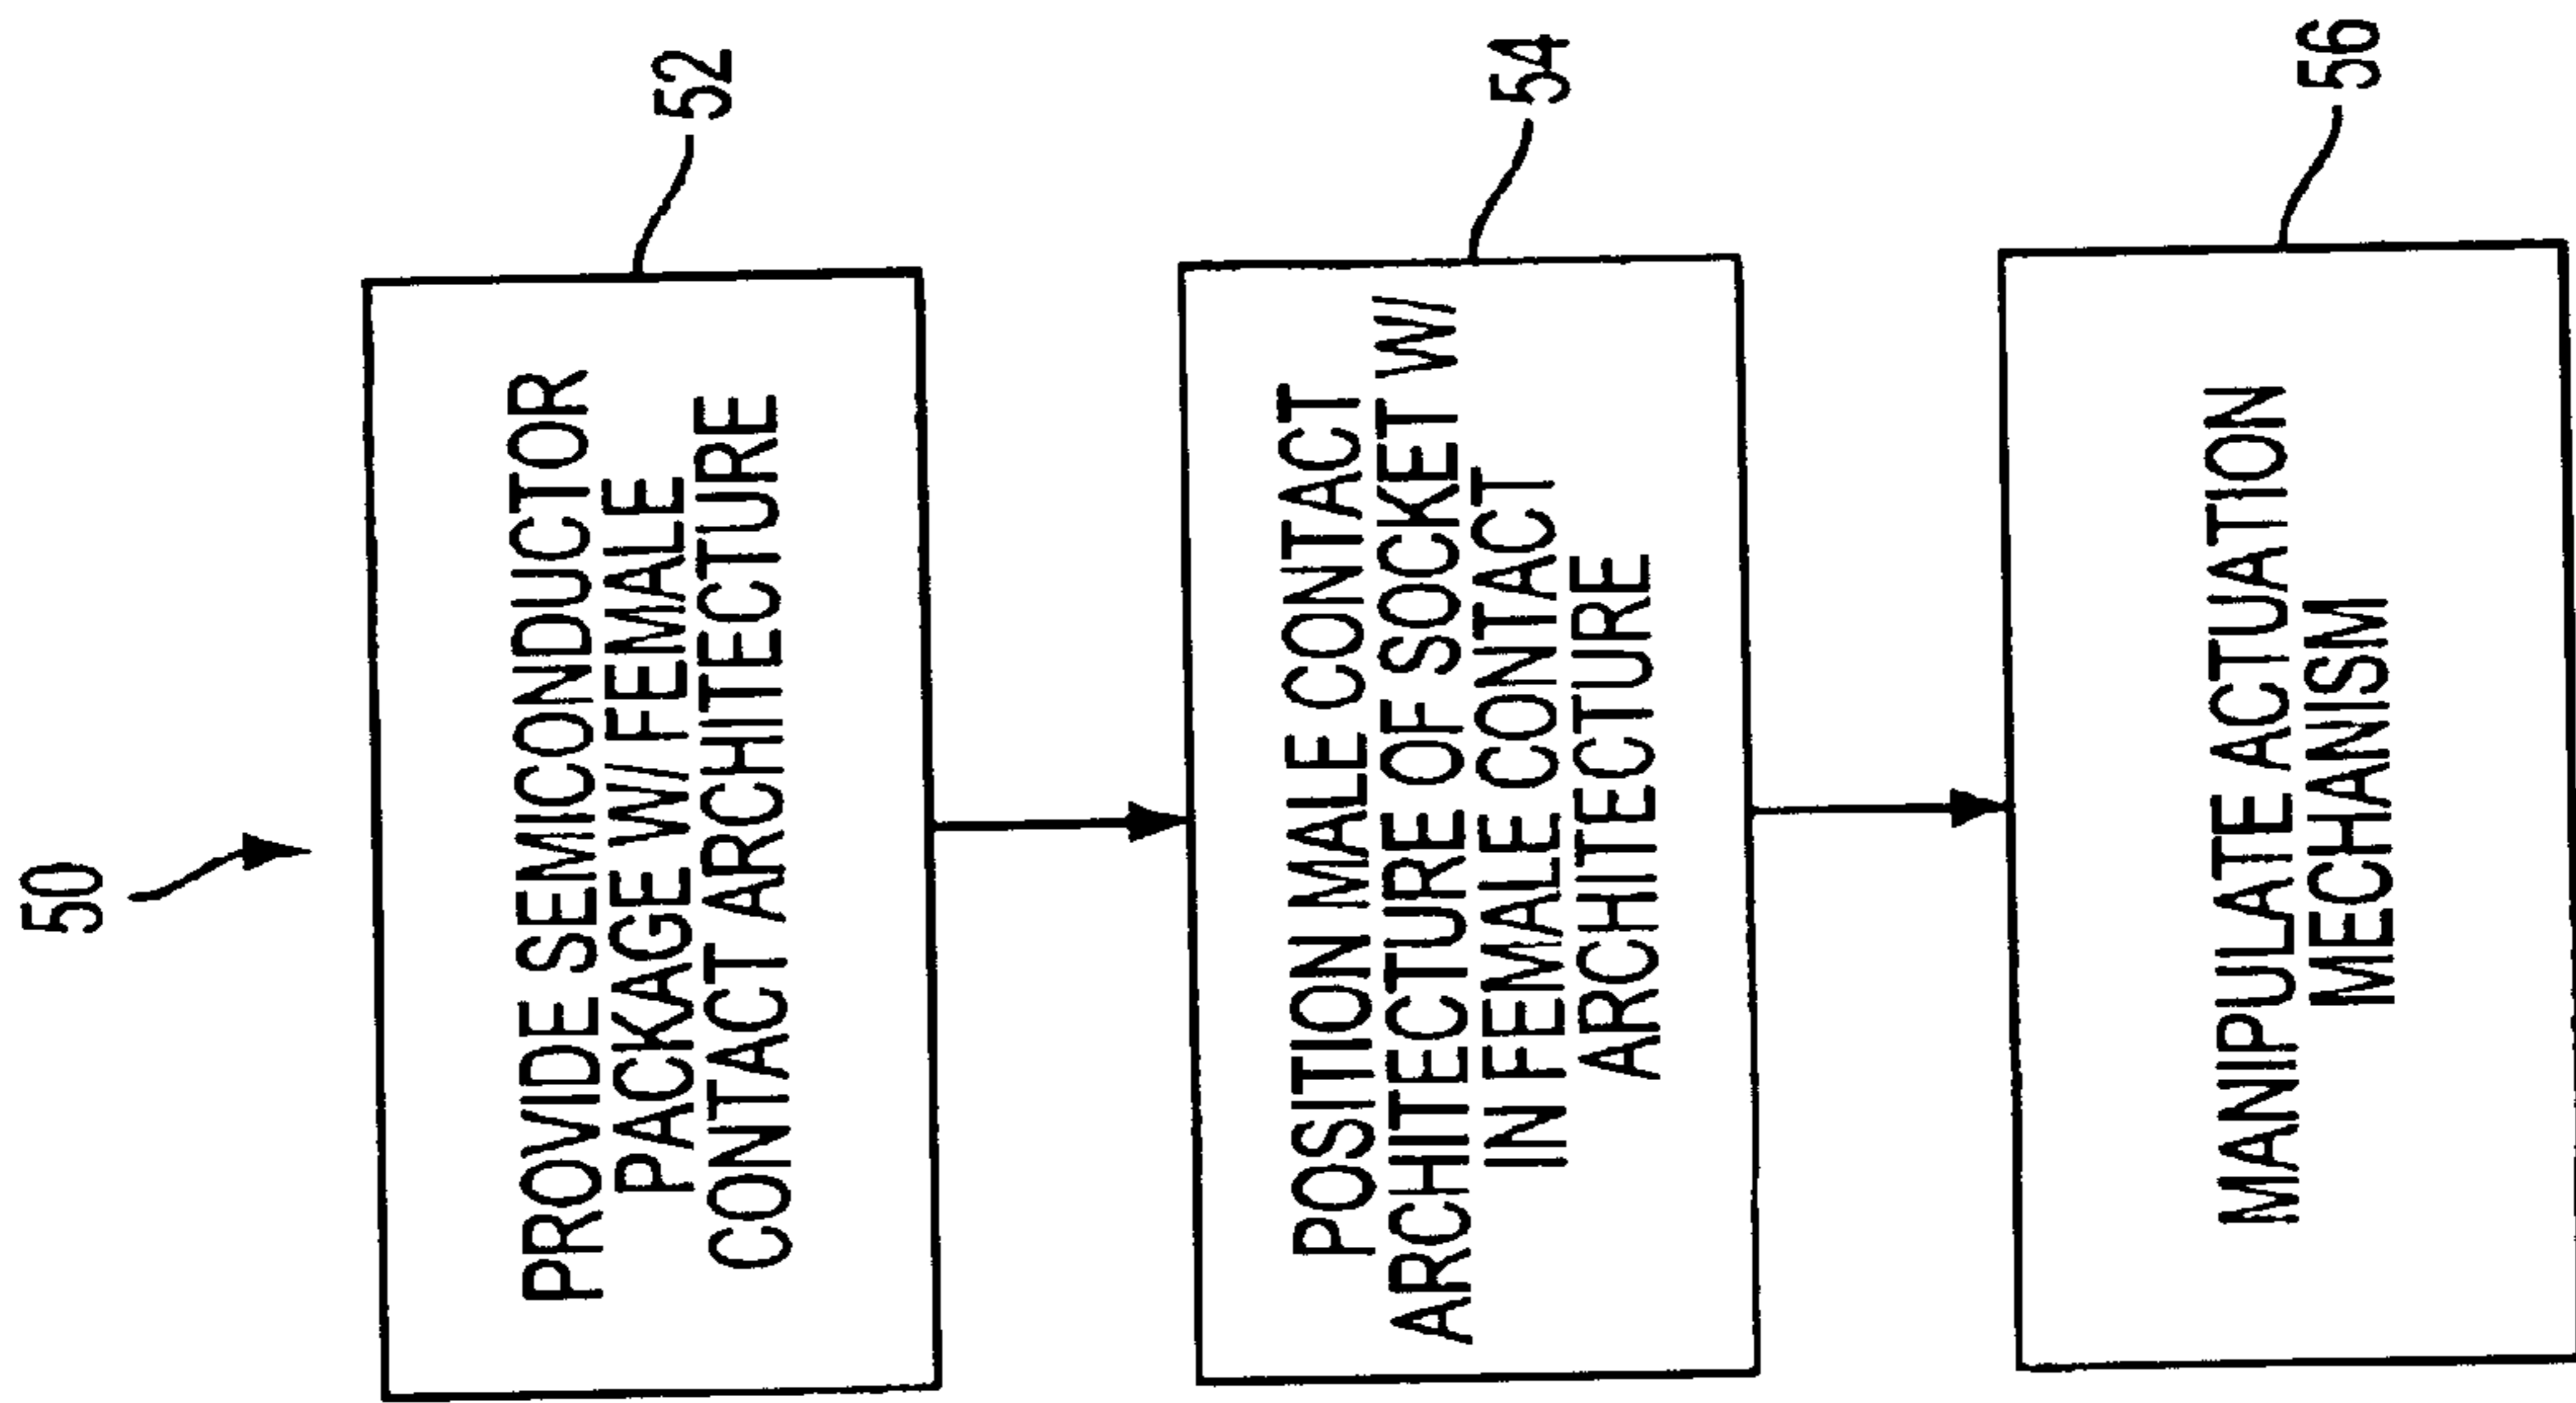 50
PROVIDE SEMICONDUCTOR
PACKAGE W/ FEMALE
CONTACT ARCHITECTURE
52
POSITION MALE CONTACT
ARCHITECTURE OF SOCKET W/
IN FEMALE CONTACT
ARCHITECTURE
54
MANIPULATE ACTUATION
MECHANISM
56